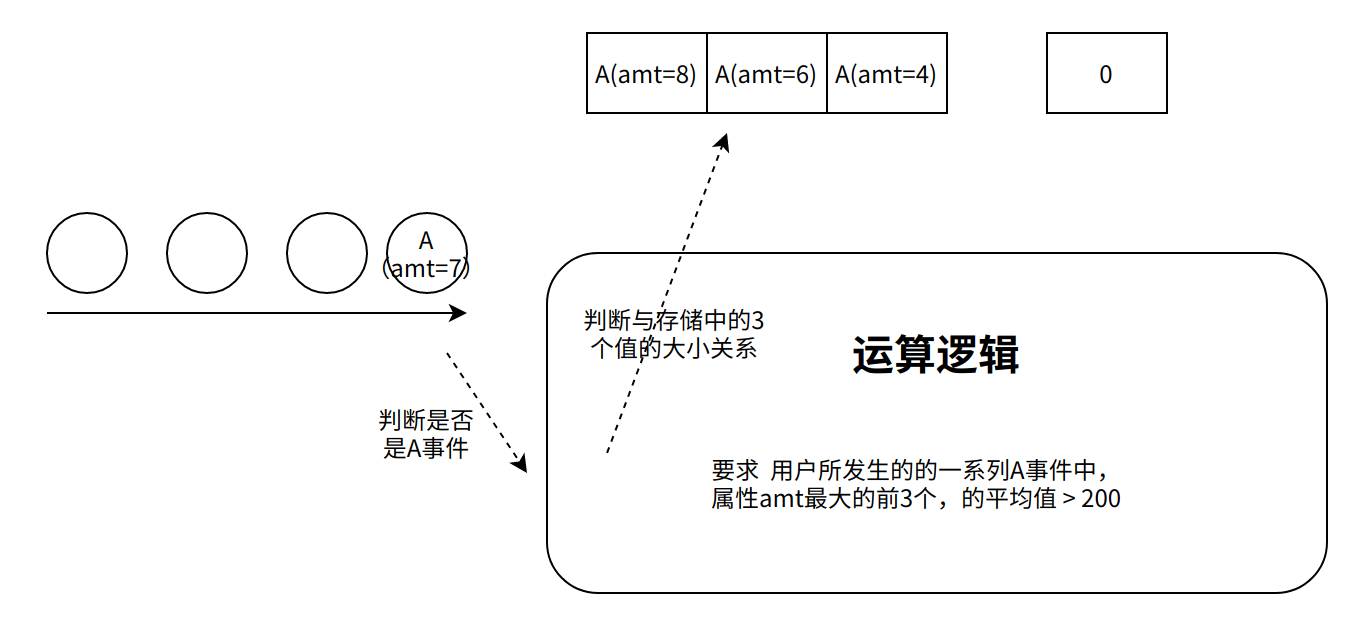 A(amt=8) A(amt=6) A(amt=4) 0
A
（amt=7）
判断与存储中的3
个值的大小关系
运算逻辑
判断是否
是A事件
要求 用户所发生的的一系列A事件中，
属性amt最大的前3个，的平均值 > 200